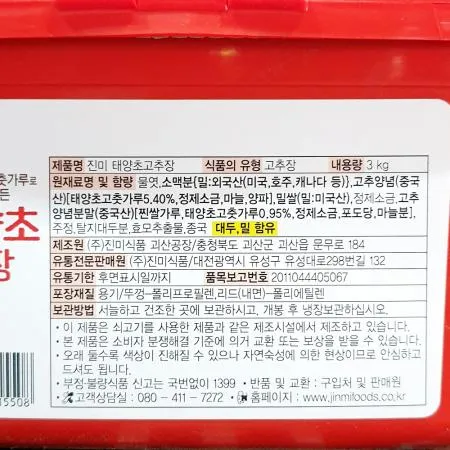 춧가루로
든
양초
장
제품명 진미 태양초고추장 식품의 유형 고추장 내용량 3 kg
원재료명 및 함량 물엿,소맥분{밀:외국산(미국,호주,캐나다 등)},고추양념(중국
산)[태양초고춧가루5.40%,정제소금,마늘,양파],밀쌀(밀:미국산),정제소금,고추
양념분말(중국산)[찐쌀가루,태양초고춧가루0.95%,정제소금,포도당,마늘분],
주정,탈지대두분,효모추출물,종국 대두,밀 함유
제조원 (주)진미식품 괴산공장/충청북도 괴산군 괴산읍 문무로 184
유통전문판매원 (주)진미식품/대전광역시 유성구 유성대로298번길 132
유통기한 후면표시일까지 품목보고번호 2011044405067
포장재질 용기/뚜껑-폴리프로필렌,리드(내면)-폴리에틸렌
보관방법 서늘하고 건조한 곳에 보관하고, 개봉 후 냉장보관하십시오.
• 이 제품은 쇠고기를 사용한 제품과 같은 제조시설에서 제조하고 있습니다.
• 본 제품은 소비자 분쟁해결 기준에 의거 교환 또는 보상을 받을 수 있습니다.
• 오래 둘수록 색상이 진해질 수 있으나 자연숙성에 의한 현상이므로 안심하고
드셔도 됩니다.
• 부정·불량식품 신고는 국번없이 1399 • 반품 및 교환 : 구입처 및 판매원
• 고객상담실 : 080 – 411 – 7272 • 홈페이지 : www.jinmifoods.co.kr
5508